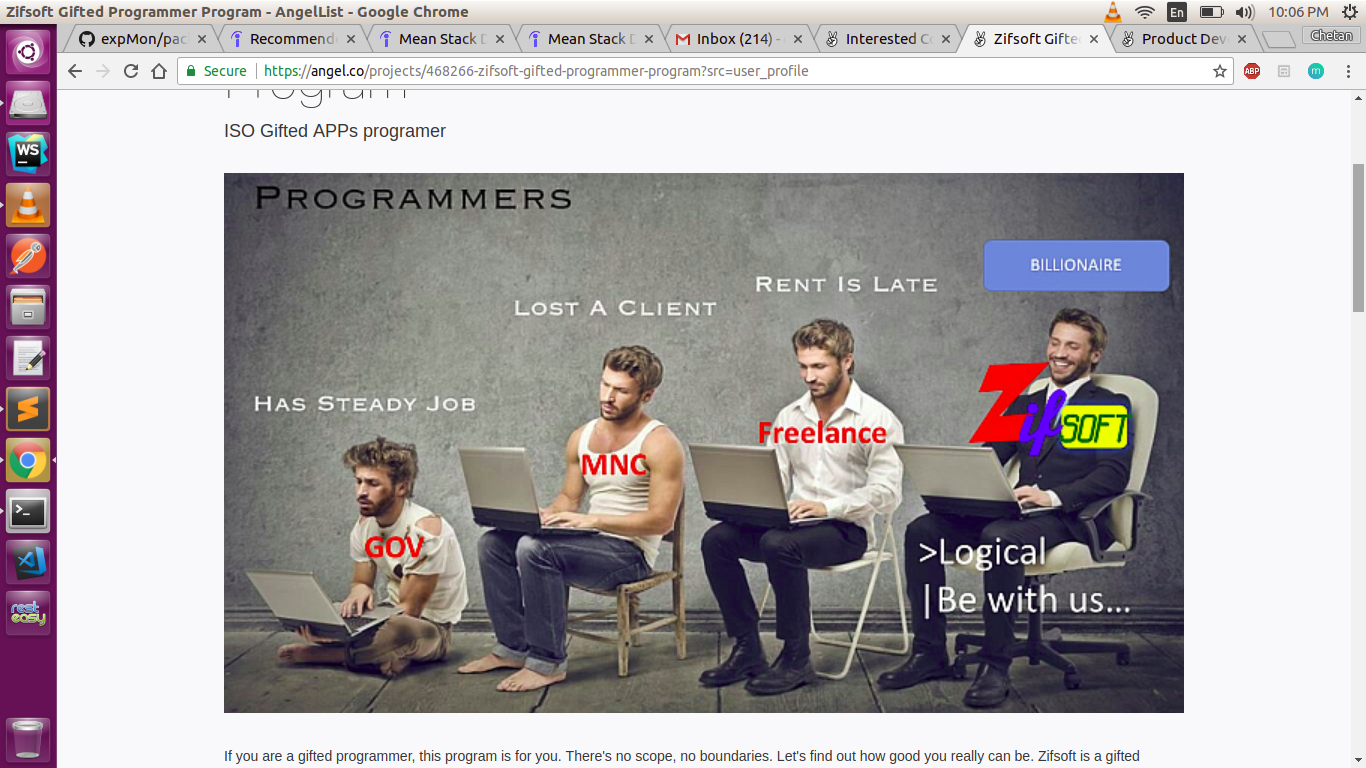 Zifsoft Gifted Programmer Program - AngelList - Google Chrome
En
10:06 PM
expMon/pac
Recommend
Mean Stack D
Mean Stack D
Inbox (214) -
Interested C
Zifsoft Gifte
Product Dev
Chetan
Secure
https://angel.co/projects/468266-zifsoft-gifted-programmer-program?src=user_profile
ABP
m
WS
Program
ISO Gifted APPs programer
PROGRAMMERS
BILLIONAIRE
RENT IS LATE
LOST A CLIENT
HAS STEADY JOB
Zifsoft
Freelance
MNC
GOV
>Logical
|Be with us...
>_
rest
easy
If you are a gifted programmer, this program is for you. There's no scope, no boundaries. Let's find out how good you really can be. Zifsoft is a gifted